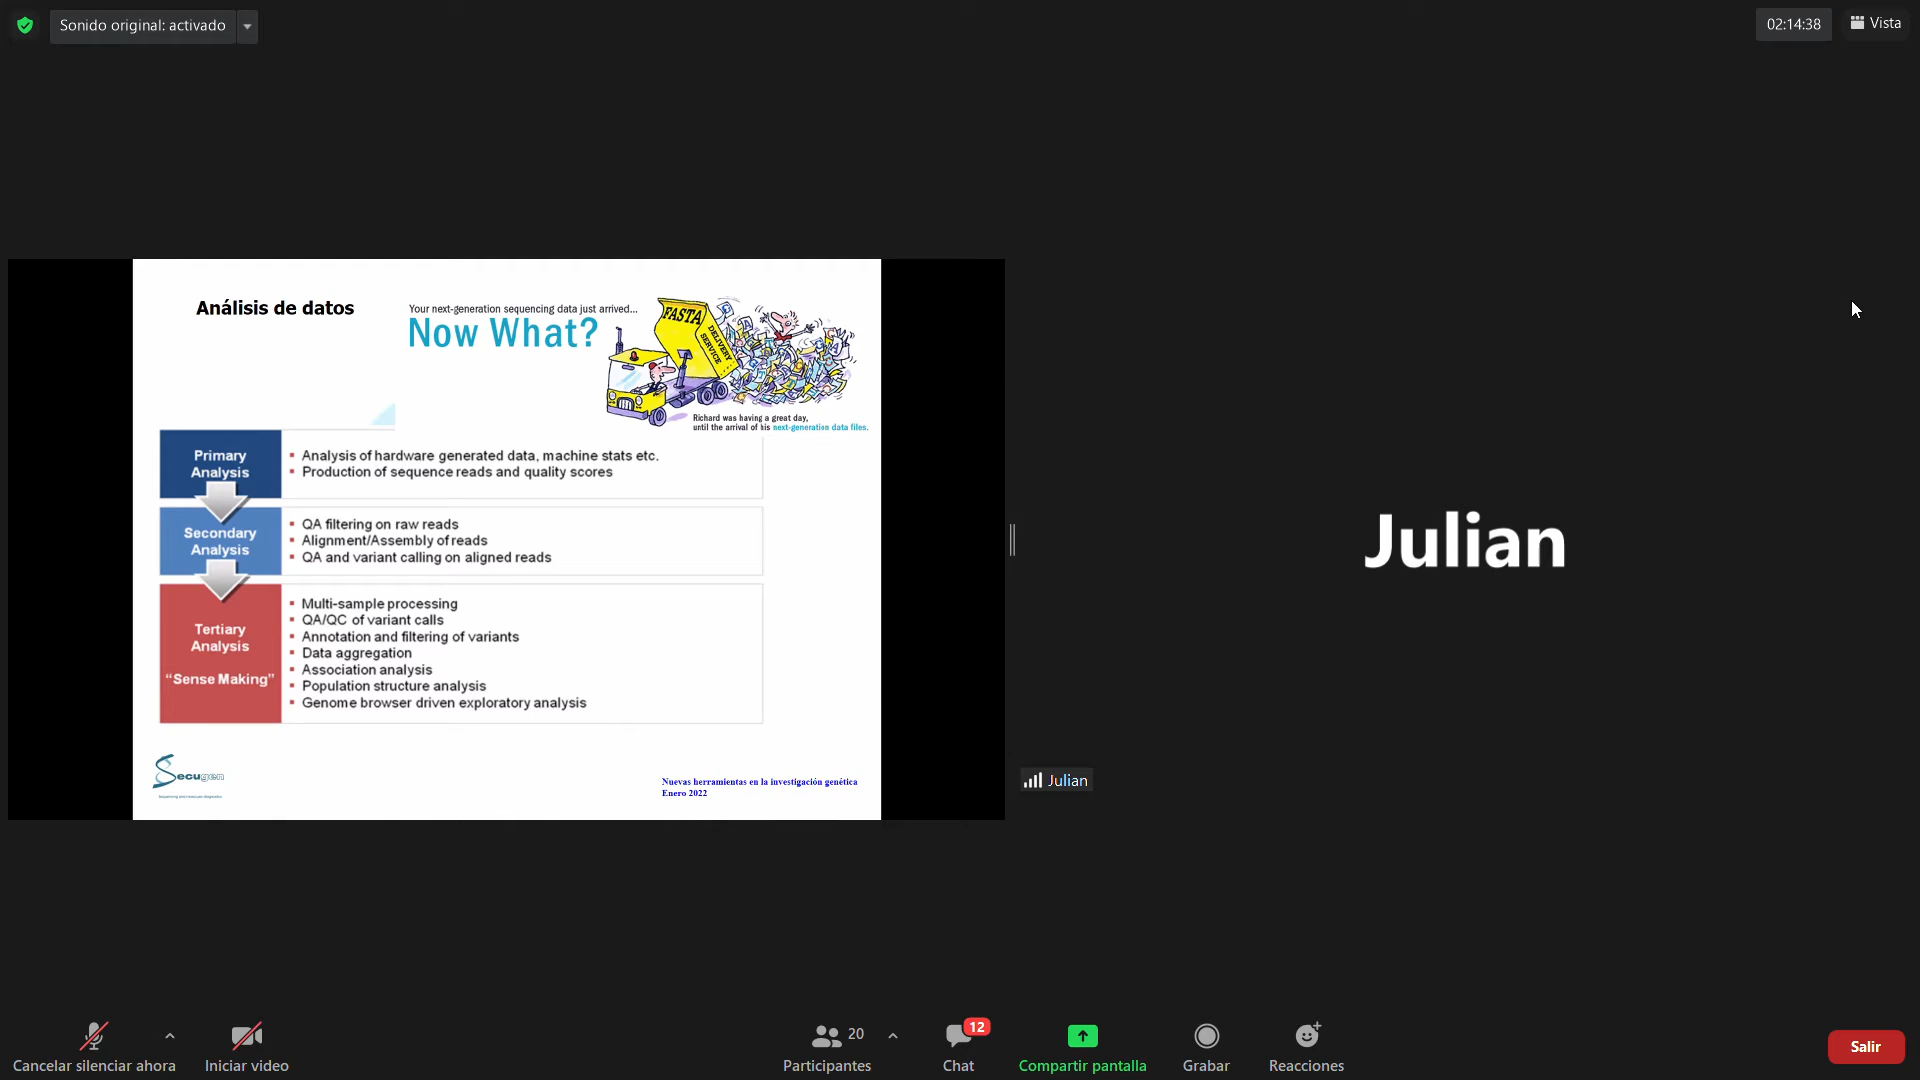 Sonido original: activado
02:14:38
Vista
Análisis de datos
Your next-generation sequencing data just arrived...
Now What?
FASTA
DELIVERY
SERVICE
Richard was having a great day,
until the arrival of his next-generation data files.
Primary
Analysis
▪ Analysis of hardware generated data, machine stats etc.
▪ Production of sequence reads and quality scores
Secondary
Analysis
▪ QA filtering on raw reads
▪ Alignment/Assembly of reads
▪ QA and variant calling on aligned reads
Tertiary
Analysis
“Sense Making”
▪ Multi-sample processing
▪ QA/QC of variant calls
▪ Annotation and filtering of variants
▪ Data aggregation
▪ Association analysis
▪ Population structure analysis
▪ Genome browser driven exploratory analysis
Secugen
Sequencing and molecular diagnostics
Nuevas herramientas en la investigación genética
Enero 2022
Julian
Julian
Cancelar silenciar ahora
Iniciar video
20
Participantes
12
Chat
Compartir pantalla
Grabar
Reacciones
Salir